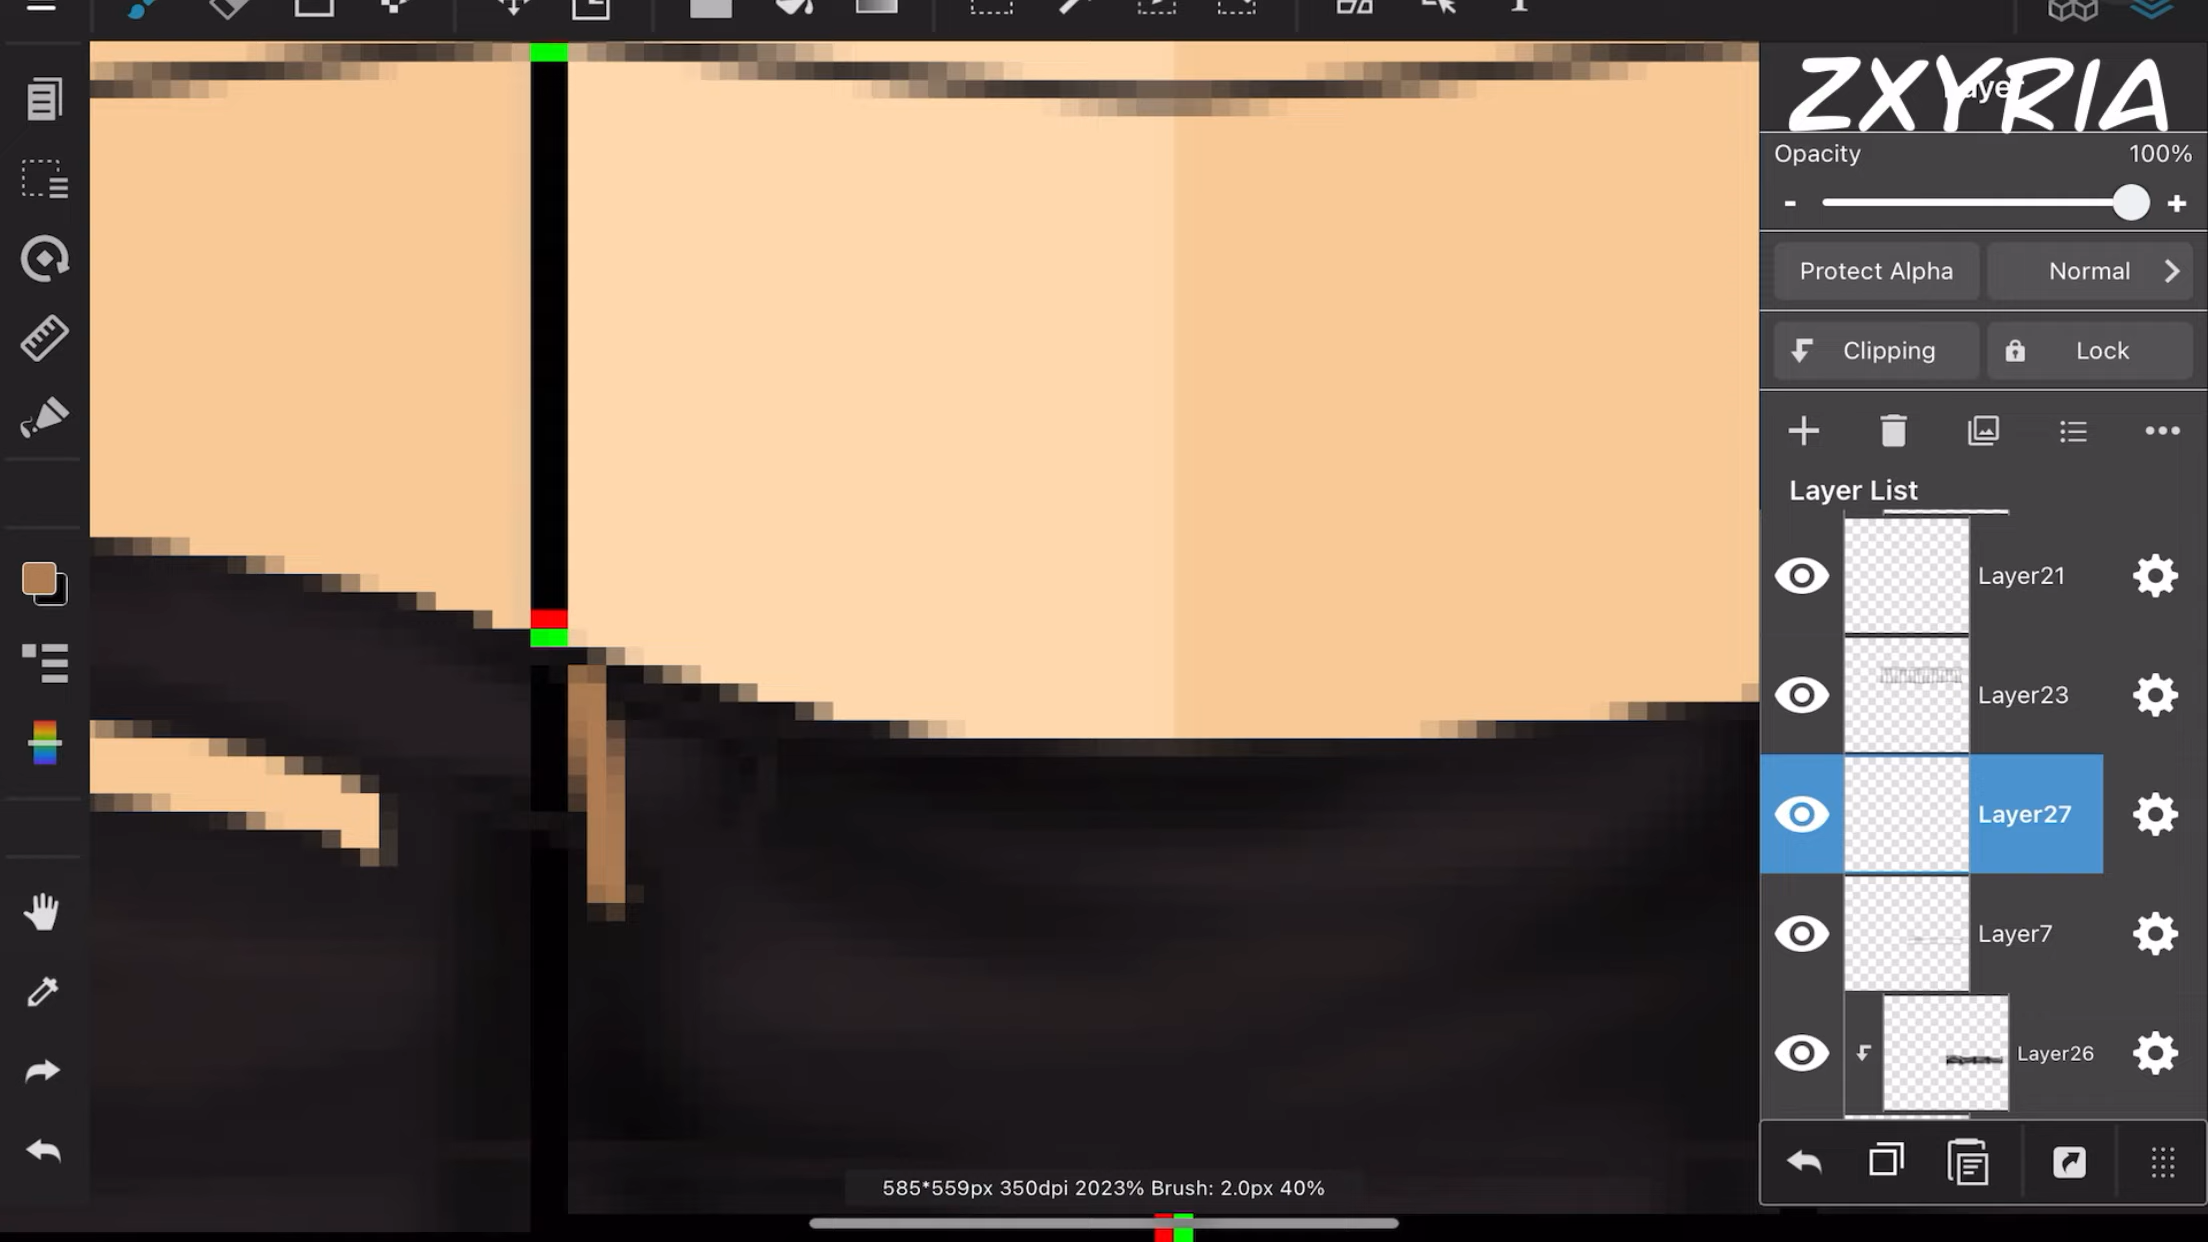 ZXYRIA
Layer
Opacity 100%
- +
Protect Alpha Normal
Clipping Lock
Layer List
Layer21
Layer23
Layer27
Layer7
Layer26
585*559px 350dpi 2023% Brush: 2.0px 40%